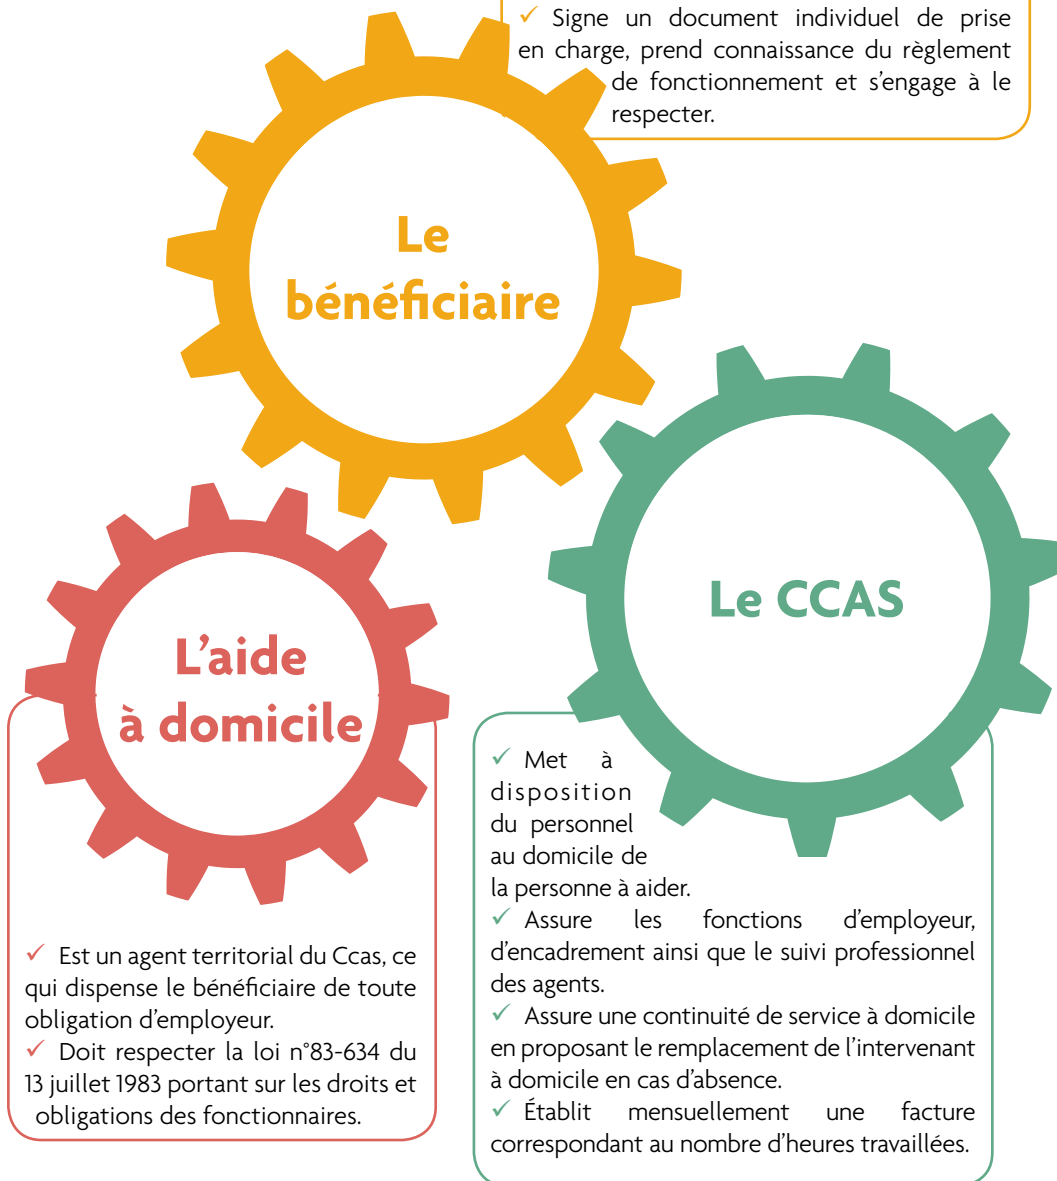 ✓ Signe un document individuel de prise
en charge, prend connaissance du règlement
de fonctionnement et s’engage à le
respecter.
Le
bénéficiaire
Le CCAS
L’aide
à domicile
✓ Est un agent territorial du Ccas, ce
qui dispense le bénéficiaire de toute
obligation d’employeur.
✓ Doit respecter la loi n°83-634 du
13 juillet 1983 portant sur les droits et
obligations des fonctionnaires.
✓ Met à
disposition
du personnel
au domicile de
la personne à aider.
✓ Assure les fonctions d’employeur,
d’encadrement ainsi que le suivi professionnel
des agents.
✓ Assure une continuité de service à domicile
en proposant le remplacement de l’intervenant
à domicile en cas d’absence.
✓ Établit mensuellement une facture
correspondant au nombre d’heures travaillées.